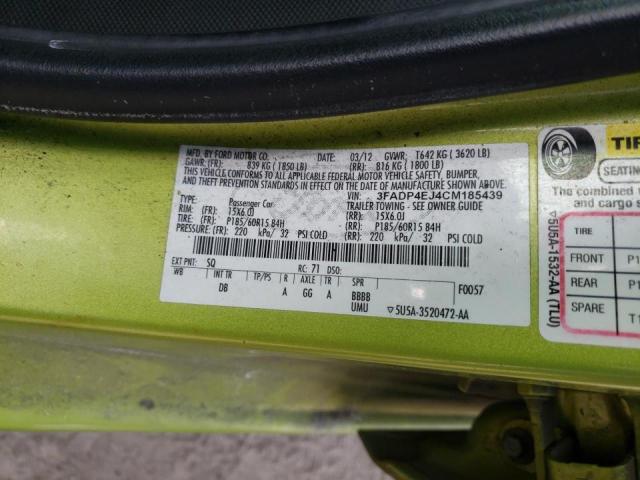 MFD. BY FORD MOTOR CO. DATE: 03/12 GVWR: 1642 KG ( 3620 LB)
GAWR: (FR): 839 KG ( 1850 LB) (RR): 816 KG ( 1800 LB)
THIS VEHICLE CONFORMS TO ALL APPLICABLE FEDERAL MOTOR VEHICLE SAFETY, BUMPER,
AND THEFT PREVENTION STANDARDS IN EFFECT ON THE DATE OF MANUFACTURE SHOWN ABOVE.
VIN: 3FADP4EJ4CM185439
TYPE: Passenger Car TRAILER TOWING - SEE OWNER GUIDE
RIM: (FR): 15X6.0J (RR): 15X6.0J
TIRE: (FR): P185/60R15 84H (RR): P185/60R15 84H
PRESSURE: (FR): 220 kPa/ 32 PSI COLD (RR): 220 kPa/ 32 PSI COLD
EXT PNT: SQ RC: 71 DSO:
WB INT TR TP/PS R AXLE TR SPR F0057
DB A GG A BBBB
UMU ▽5U5A-3520472-AA
▽5U5A-1532-AA (TLU)
TIR
SEATING
The combined
and cargo s
TIRE
FRONT P1
REAR P1
SPARE T1